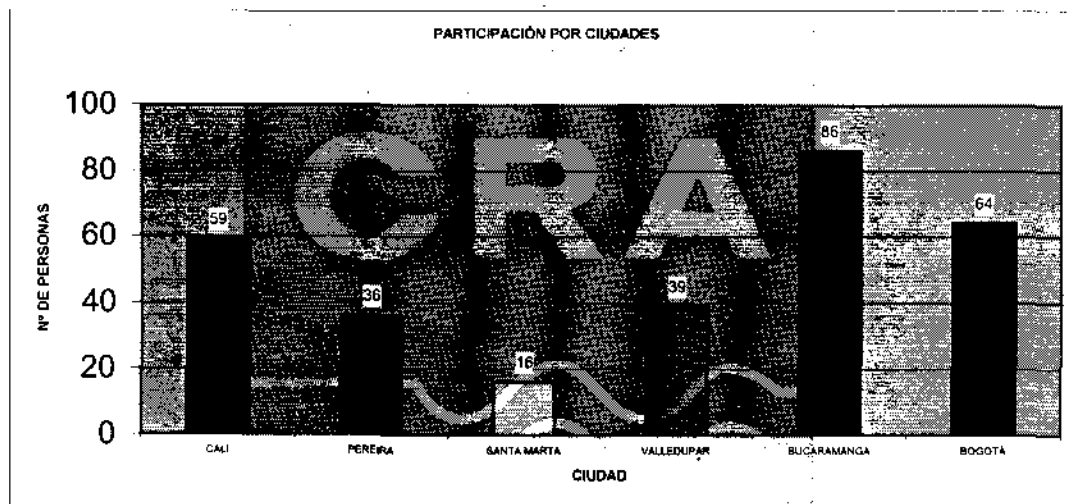 PARTICIPACIÓN POR CIUDADES
100
80
60
40
20
0
Nº DE PERSONAS
CRA
59
36
16
39
86
64
CALI
PEREIRA
SANTA MARTA
VALLEDUPAR
BUCARAMANGA
BOGOTÁ
CIUDAD